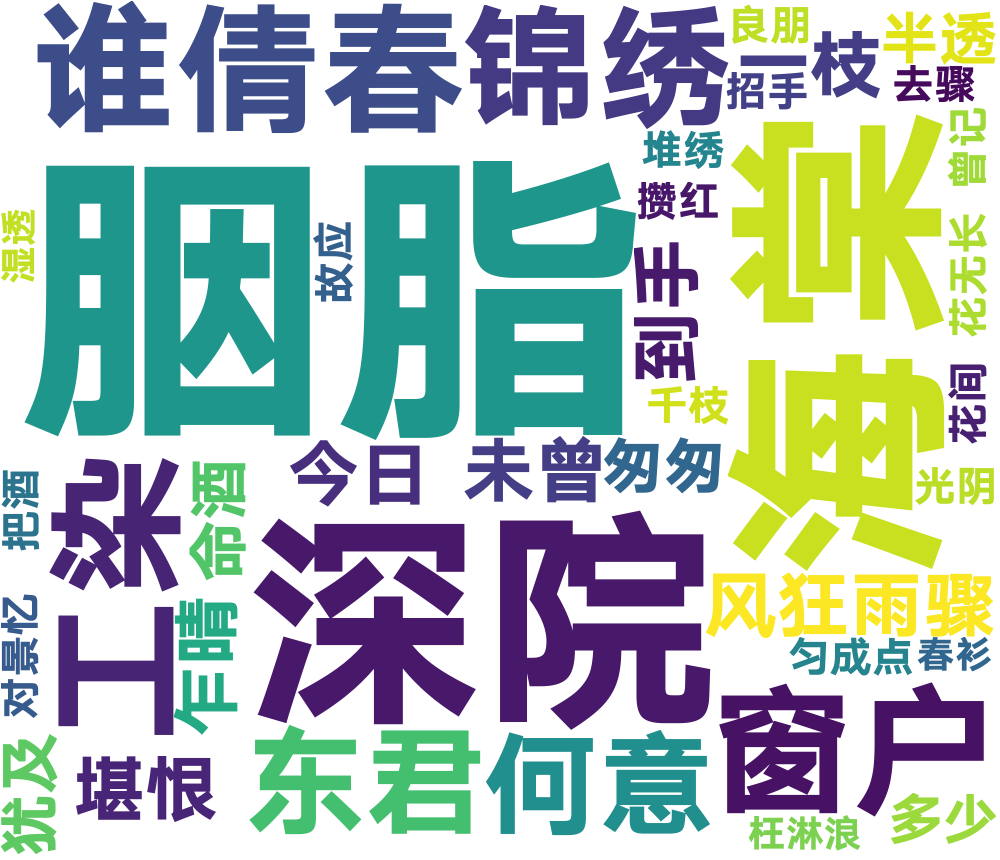 谁倩春
锦绣
良朋
半透
一枝
招手
去骤
堆绣
曾记
攒红
海棠
胭脂
湿透
故应
到手
花无长
花间
千枝
今日
未曾
匆匆
光阴
把酒
染
命酒
深院
风狂雨骤
对景忆
工
乍晴
匀成点
春衫
窗户
犹及
堪恨
东君
何意
多少
枉淋浪